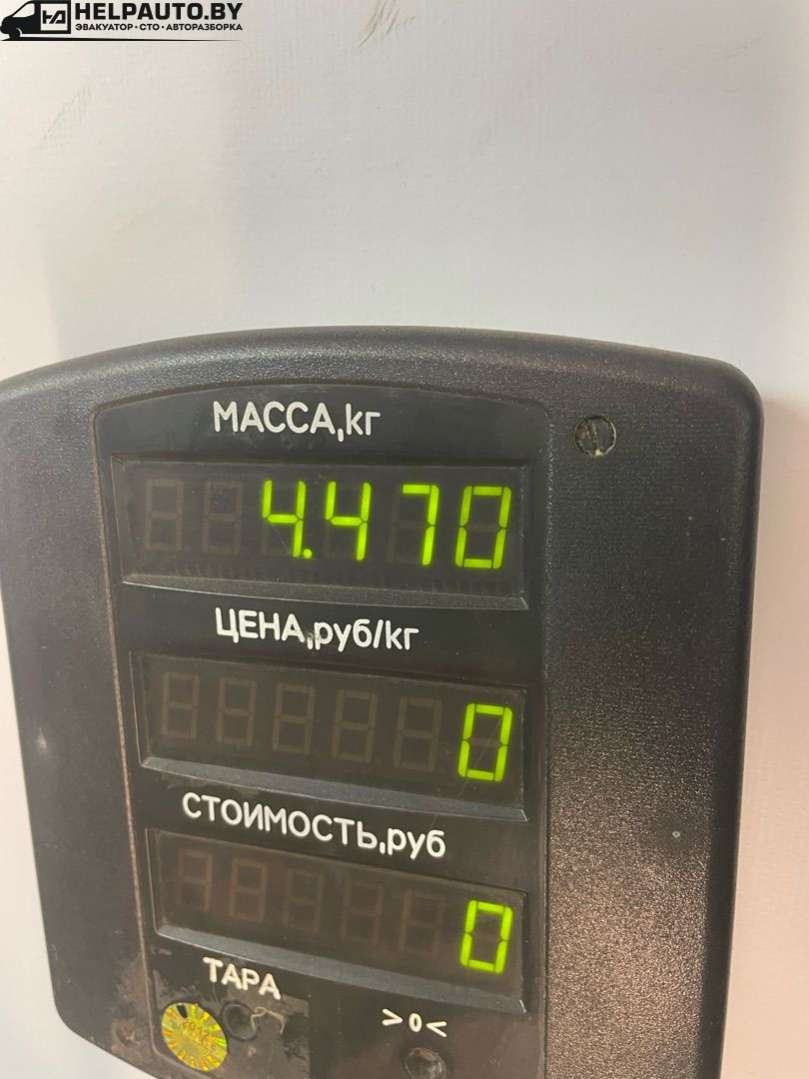 HELPAUTO.BY
ЭВАКУАТОР • СТО • АВТОРАЗБОРКА
МАССА,кг
4.470
ЦЕНА,руб/кг
0
СТОИМОСТЬ,руб
0
ТАРА
>0<